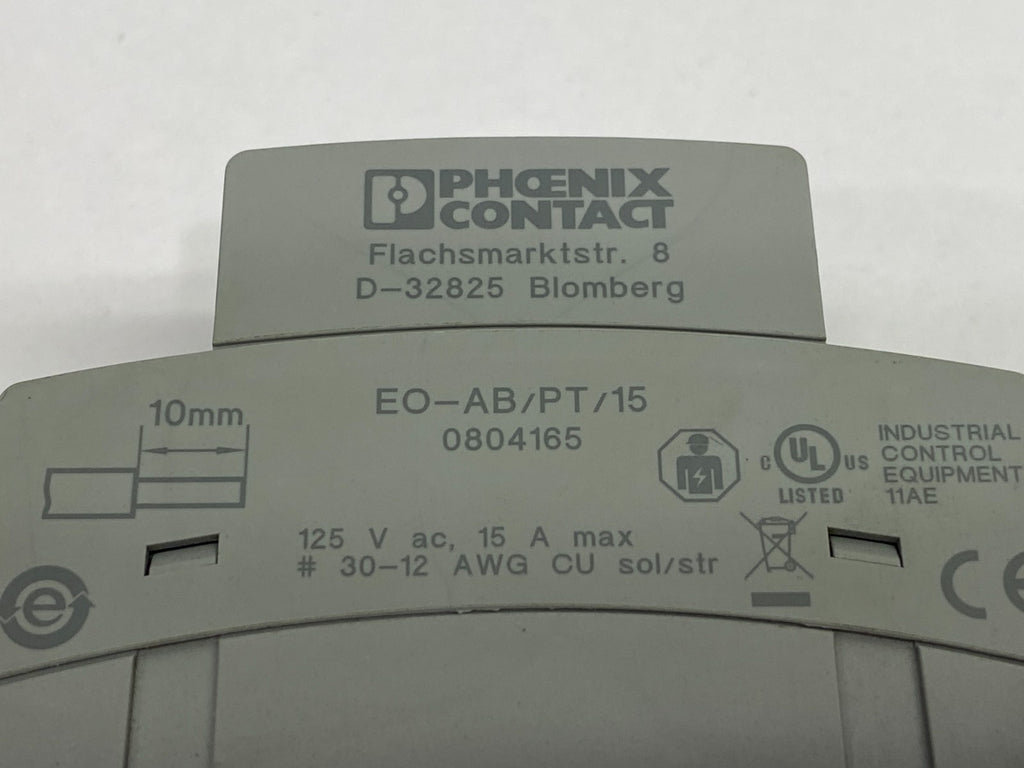 PHŒNIX
CONTACT
Flachsmarktstr. 8
D-32825 Blomberg
EO-AB/PT/15
0804165
10mm
C UL US
LISTED
INDUSTRIAL
CONTROL
EQUIPMENT
11AE
125 V ac, 15 A max
# 30-12 AWG CU sol/str
e
CE